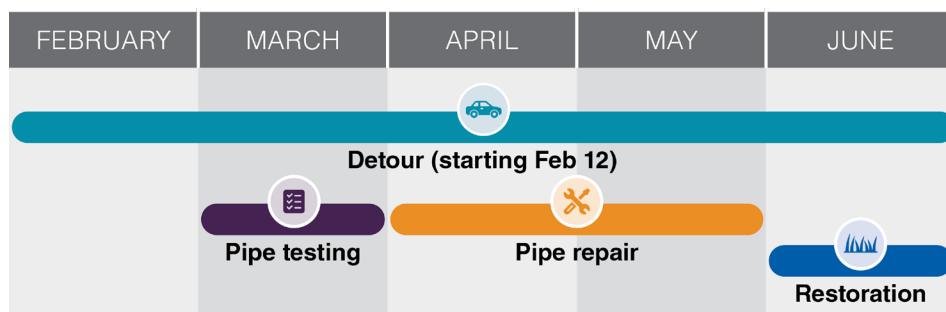 FEBRUARY MARCH APRIL MAY JUNE
Detour (starting Feb 12)
Pipe testing
Pipe repair
Restoration